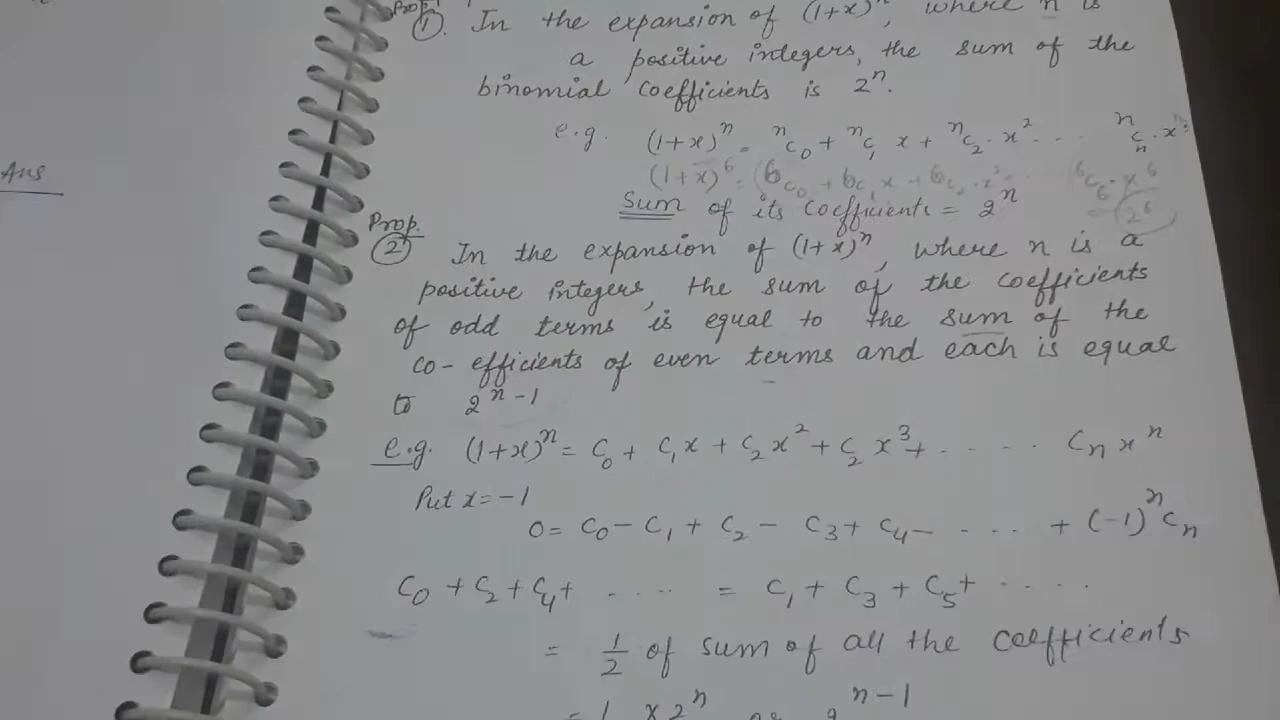 Prop.
①. In the expansion of (1+x)ⁿ, where n is
a positive integers, the sum of the
binomial coefficients is 2ⁿ.
e.g. (1+x)ⁿ = ⁿC₀ + ⁿC₁ x + ⁿC₂ . x² . . . . ⁿCₙ . xⁿ
(1+x)⁶ = (6C₀ + 6C₁ x + 6C₂ . x² . . . ⁶C₆ . x⁶
Sum of its coefficients = 2ⁿ = 2⁶
Prop.
② In the expansion of (1+x)ⁿ, where n is a
positive integers, the sum of the coefficients
of odd terms is equal to the sum of the
co-efficients of even terms and each is equal
to 2ⁿ⁻¹
e.g. (1+x)ⁿ = C₀ + C₁x + C₂x² + C₂x³ + . . . . . Cₙxⁿ
Put x = -1
0 = C₀ - C₁ + C₂ - C₃ + C₄ - . . . . + (-1)ⁿCₙ
C₀ + C₂ + C₄ + . . . . = C₁ + C₃ + C₅ + . . . . .
= 1/2 of sum of all the coefficients
= 1 × 2ⁿ or 2ⁿ⁻¹
Ans